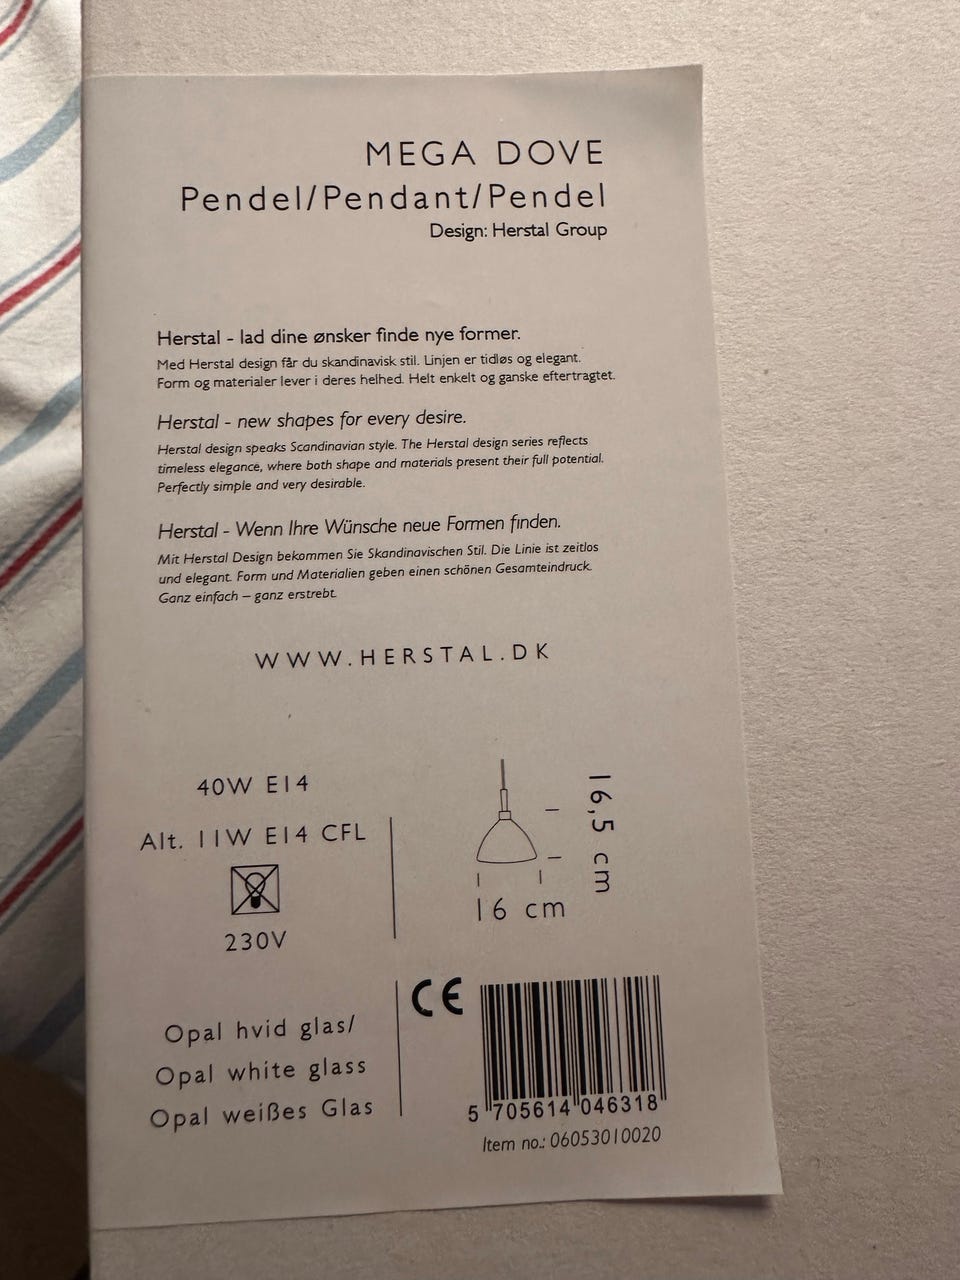 MEGA DOVE
Pendel/Pendant/Pendel
Design: Herstal Group
Herstal - lad dine ønsker finde nye former.
Med Herstal design får du skandinavisk stil. Linjen er tidløs og elegant.
Form og materialer lever i deres helhed. Helt enkelt og ganske eftertragtet.
Herstal - new shapes for every desire.
Herstal design speaks Scandinavian style. The Herstal design series reflects
timeless elegance, where both shape and materials present their full potential.
Perfectly simple and very desirable.
Herstal - Wenn Ihre Wünsche neue Formen finden.
Mit Herstal Design bekommen Sie Skandinavischen Stil. Die Linie ist zeitlos
und elegant. Form und Materialien geben einen schönen Gesamteindruck.
Ganz einfach – ganz erstrebt.
WWW.HERSTAL.DK
40W E14
Alt. 11W E14 CFL
230V
16,5 cm
16 cm
Opal hvid glas/
Opal white glass
Opal weißes Glas
CE
5 705614 046318
Item no.: 06053010020